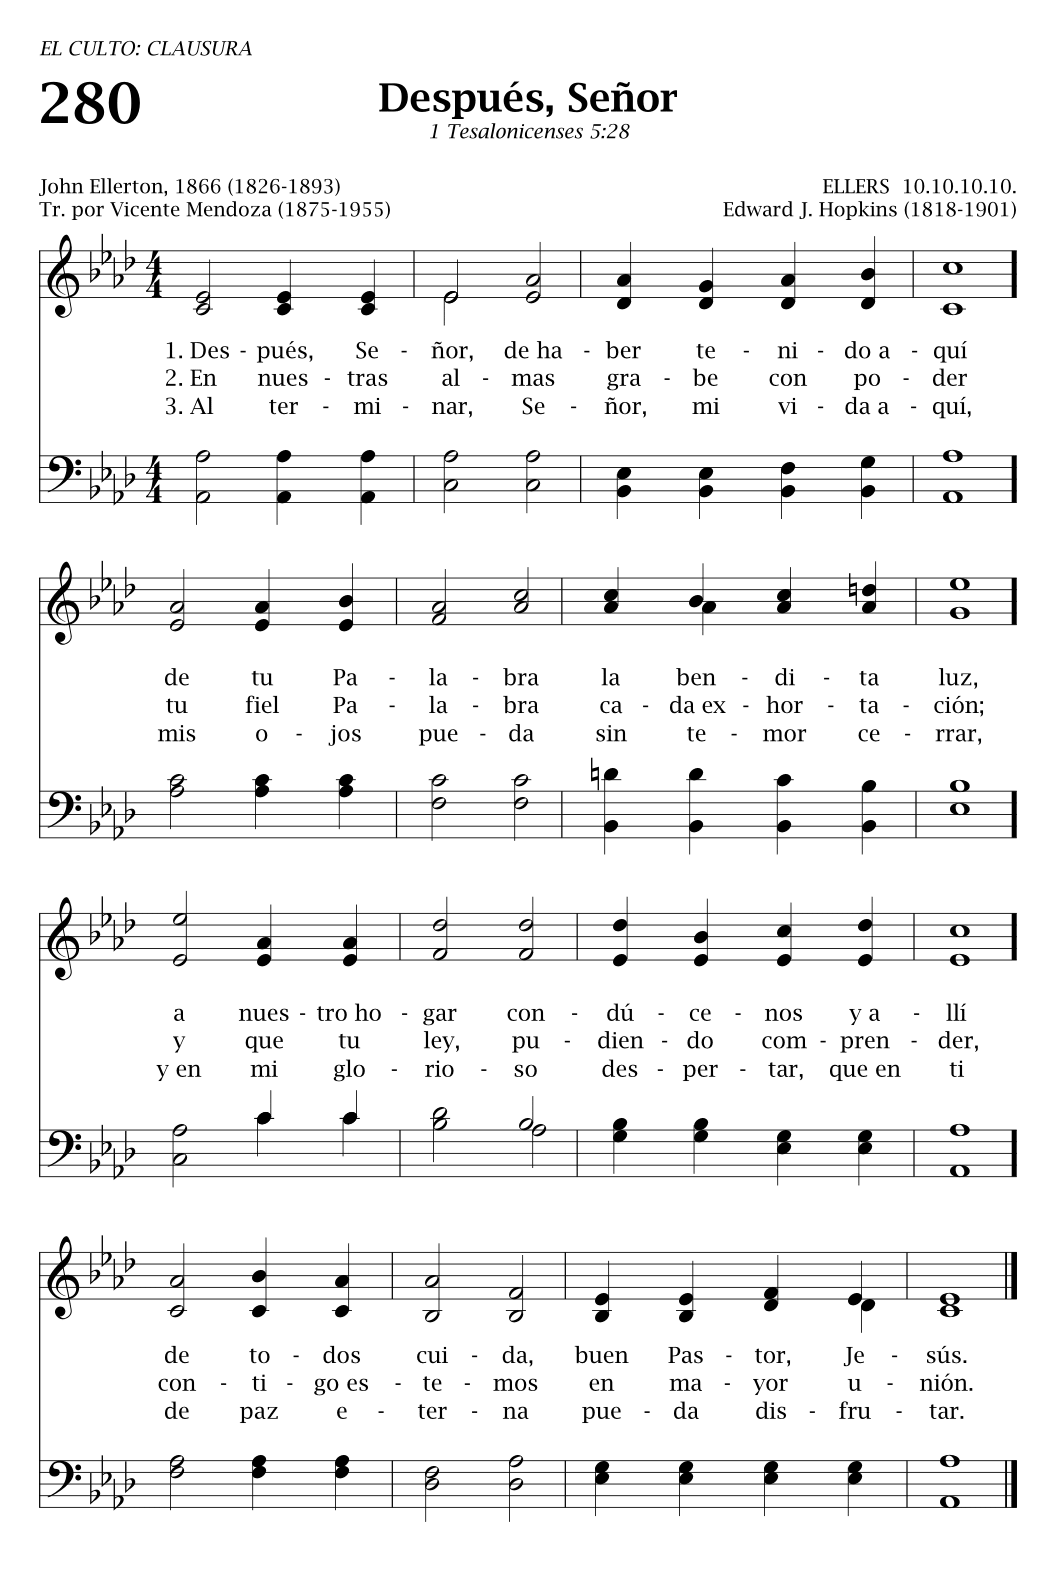 EL CULTO: CLAUSURA
280
Después, Señor
1 Tesalonicenses 5:28
John Ellerton, 1866 (1826-1893)
ELLERS 10.10.10.10.
Tr. por Vicente Mendoza (1875-1955)
Edward J. Hopkins (1818-1901)
1. Des - pués, Se - ñor, de ha - ber te - ni - do a - quí
2. En nues - tras al - mas gra - be con po - der
3. Al ter - mi - nar, Se - ñor, mi vi - da a - quí,
de tu Pa - la - bra la ben - di - ta luz,
tu fiel Pa - la - bra ca - da ex - hor - ta - ción;
mis o - jos pue - da sin te - mor ce - rrar,
a nues - tro ho - gar con - dú - ce - nos y a - llí
y que tu ley, pu - dien - do com - pren - der,
y en mi glo - rio - so des - per - tar, que en ti
de to - dos cui - da, buen Pas - tor, Je - sús.
con - ti - go es - te - mos en ma - yor u - nión.
de paz e - ter - na pue - da dis - fru - tar.